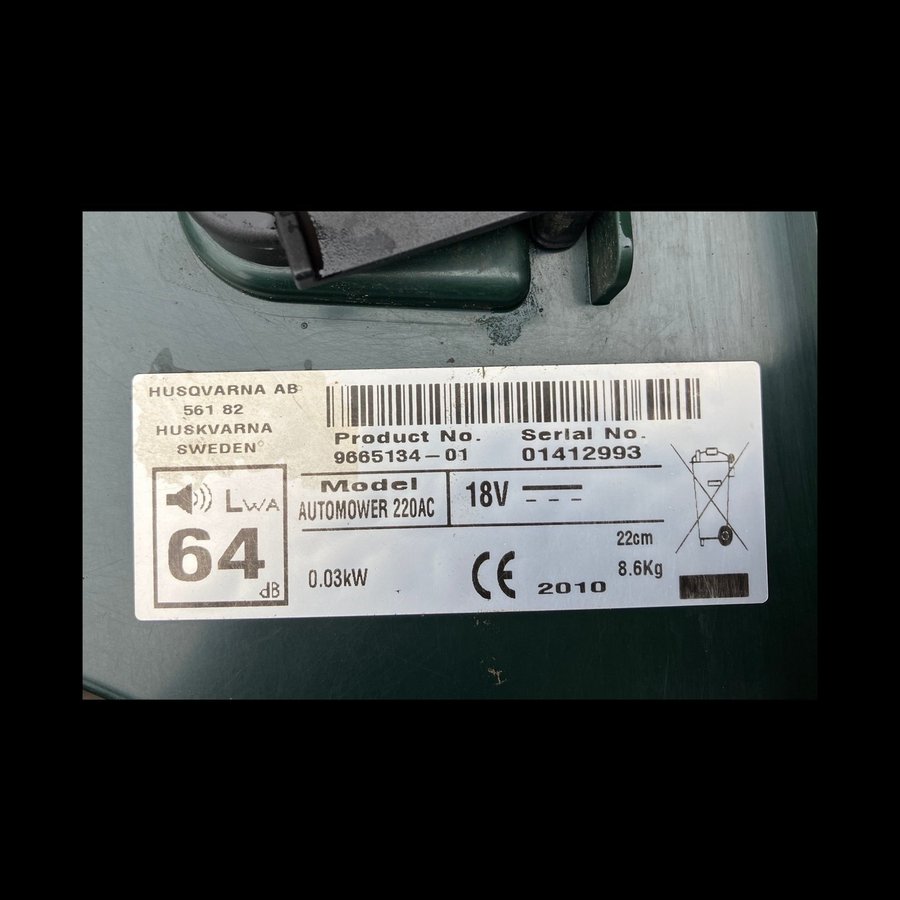 HUSQVARNA AB
561 82
HUSKVARNA
SWEDEN
Product No. Serial No.
9665134-01 01412993
LWA
64
dB
Model
AUTOMOWER 220AC
18V
0.03kW
CE
2010
22cm
8.6Kg